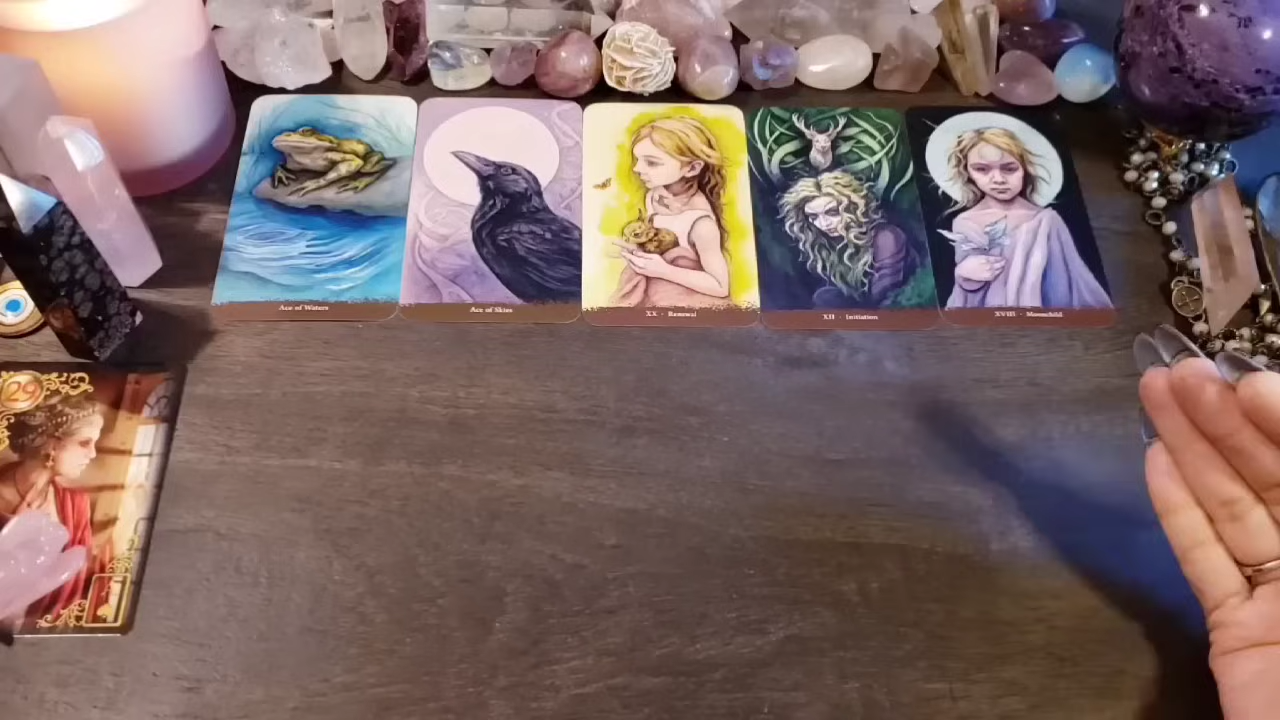 Ace of Waters
Ace of Skies
XX · Renewal
XII · Initiation
XVIII · Moonchild
29